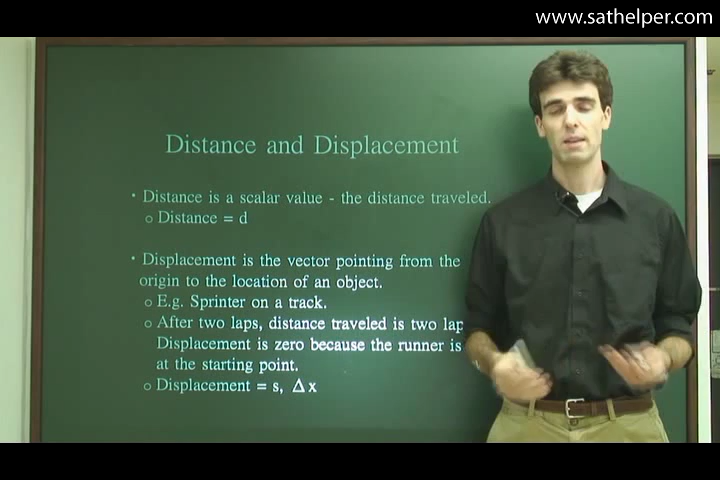 www.sathelper.com
Distance and Displacement
• Distance is a scalar value - the distance traveled.
o Distance = d
• Displacement is the vector pointing from the
origin to the location of an object.
o E.g. Sprinter on a track.
o After two laps, distance traveled is two lap
Displacement is zero because the runner is
at the starting point.
o Displacement = s, Δx